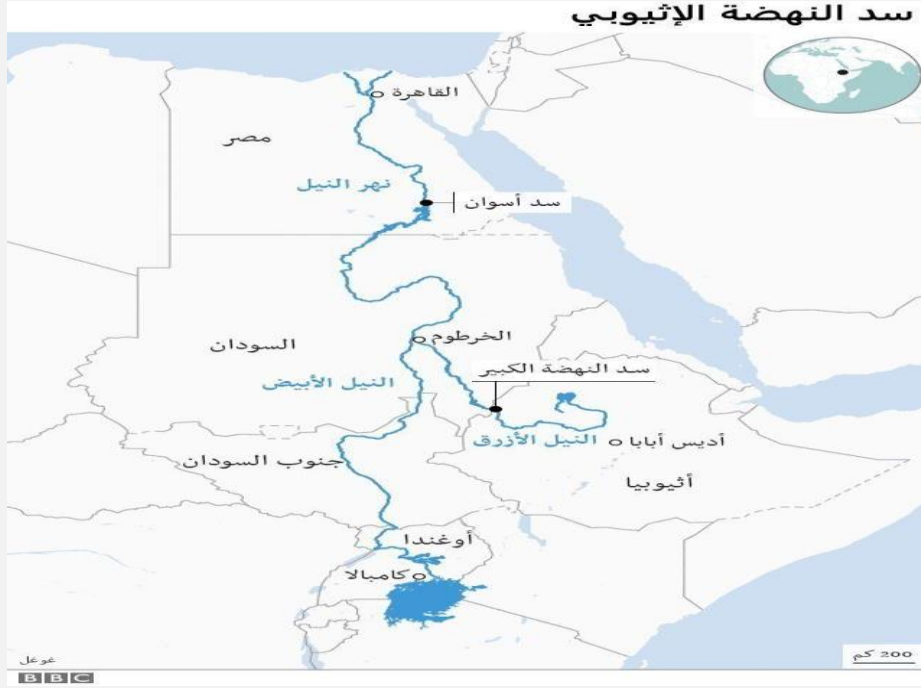 سد النهضة الإثيوبي
القاهرة
مصر
نهر النيل
سد أسوان
الخرطوم
السودان
سد النهضة الكبير
النيل الأبيض
النيل الأزرق
أديس أبابا
جنوب السودان
أثيوبيا
أوغندا
كامبالا
200 كم
غوغل
BBC